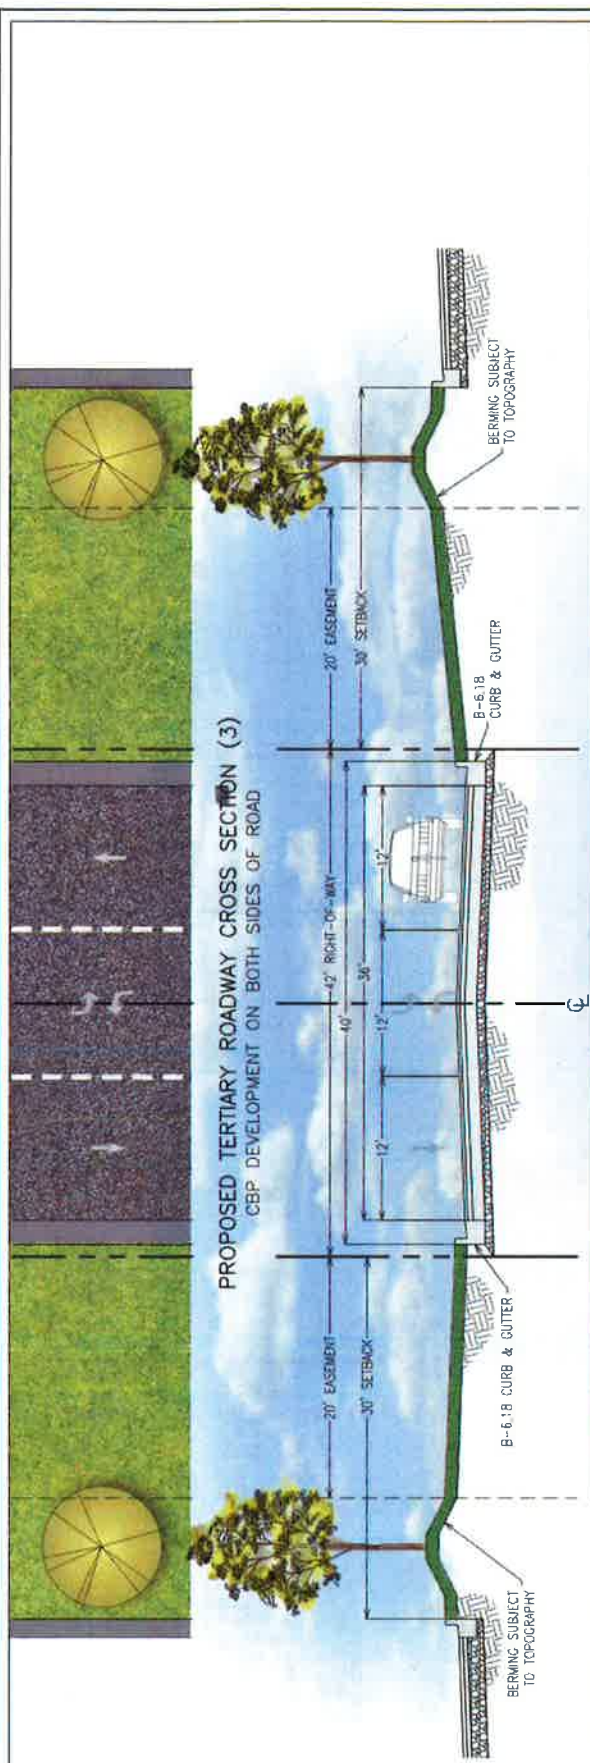 PROPOSED TERTIARY ROADWAY CROSS SECTION (3)
CBP DEVELOPMENT ON BOTH SIDES OF ROAD
20' EASEMENT
42' RIGHT-OF-WAY
20' EASEMENT
30' SETBACK
40'
30' SETBACK
36'
12'
12'
12'
BERMING SUBJECT
TO TOPOGRAPHY
B-6.18 CURB & GUTTER
B-6.18
CURB & GUTTER
BERMING SUBJECT
TO TOPOGRAPHY
℄